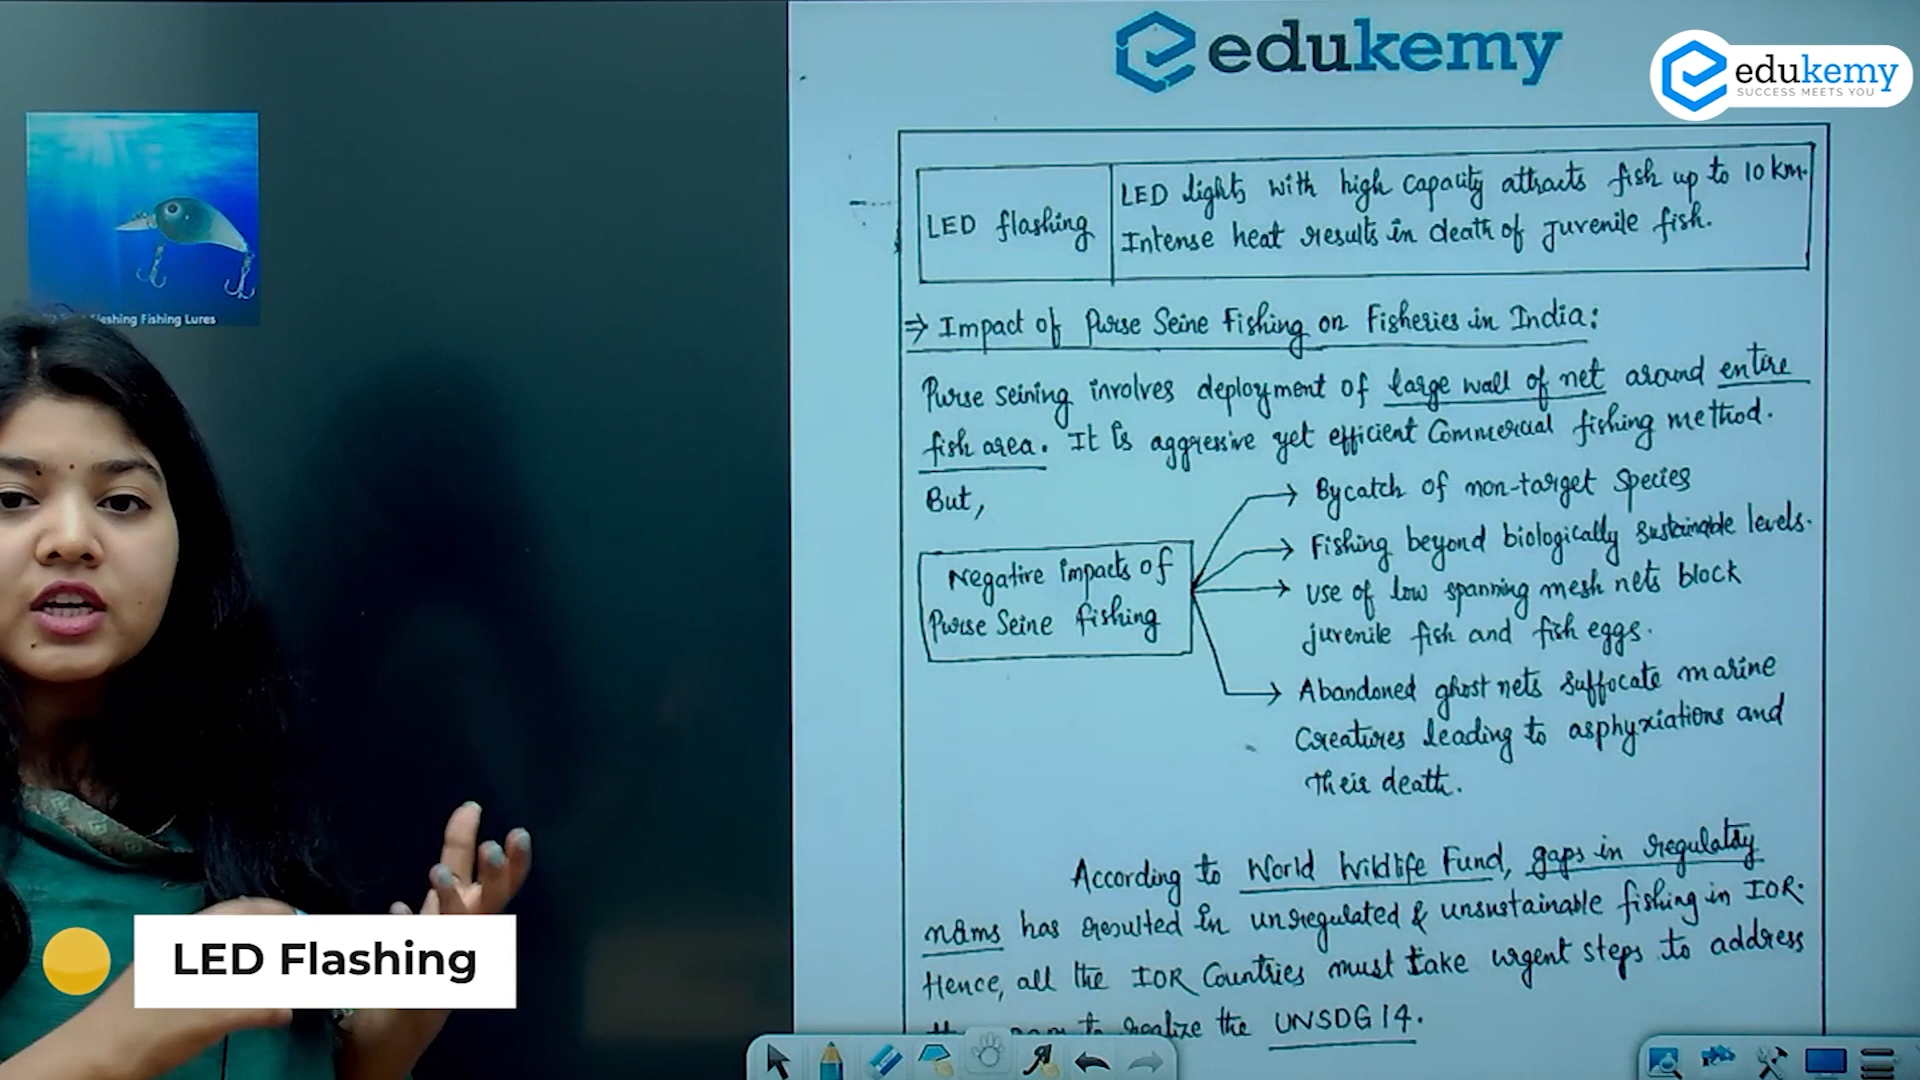 edukemy
edukemy
SUCCESS MEETS YOU
LED flashing
LED lights with high capacity attracts fish up to 10 km.
Intense heat results in death of juvenile fish.
⇒ Impact of Purse Seine Fishing on Fisheries in India:
Purse seining involves deployment of large wall of net around entire
fish area. It is aggressive yet efficient Commercial fishing method.
But,
Negative impacts of
Purse Seine fishing
Bycatch of non-target species
Fishing beyond biologically sustainable levels.
Use of low spanning mesh nets block
juvenile fish and fish eggs.
Abandoned ghost nets suffocate marine
Creatures leading to asphyxiations and
their death.
According to World Wildlife Fund, gaps in regulatory
norms has resulted in unregulated & unsustainable fishing in IOR.
Hence, all the IOR Countries must take urgent steps to address
to realize the UNSDG 14.
Flashing Fishing Lures
LED Flashing